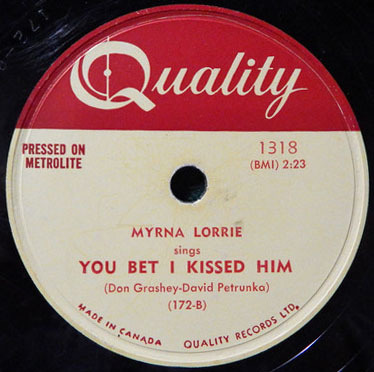 Quality
PRESSED ON
METROLITE
1318
(BMI) 2:23
MYRNA LORRIE
sings
YOU BET I KISSED HIM
(Don Grashey-David Petrunka)
(172-B)
MADE IN CANADA QUALITY RECORDS LTD.